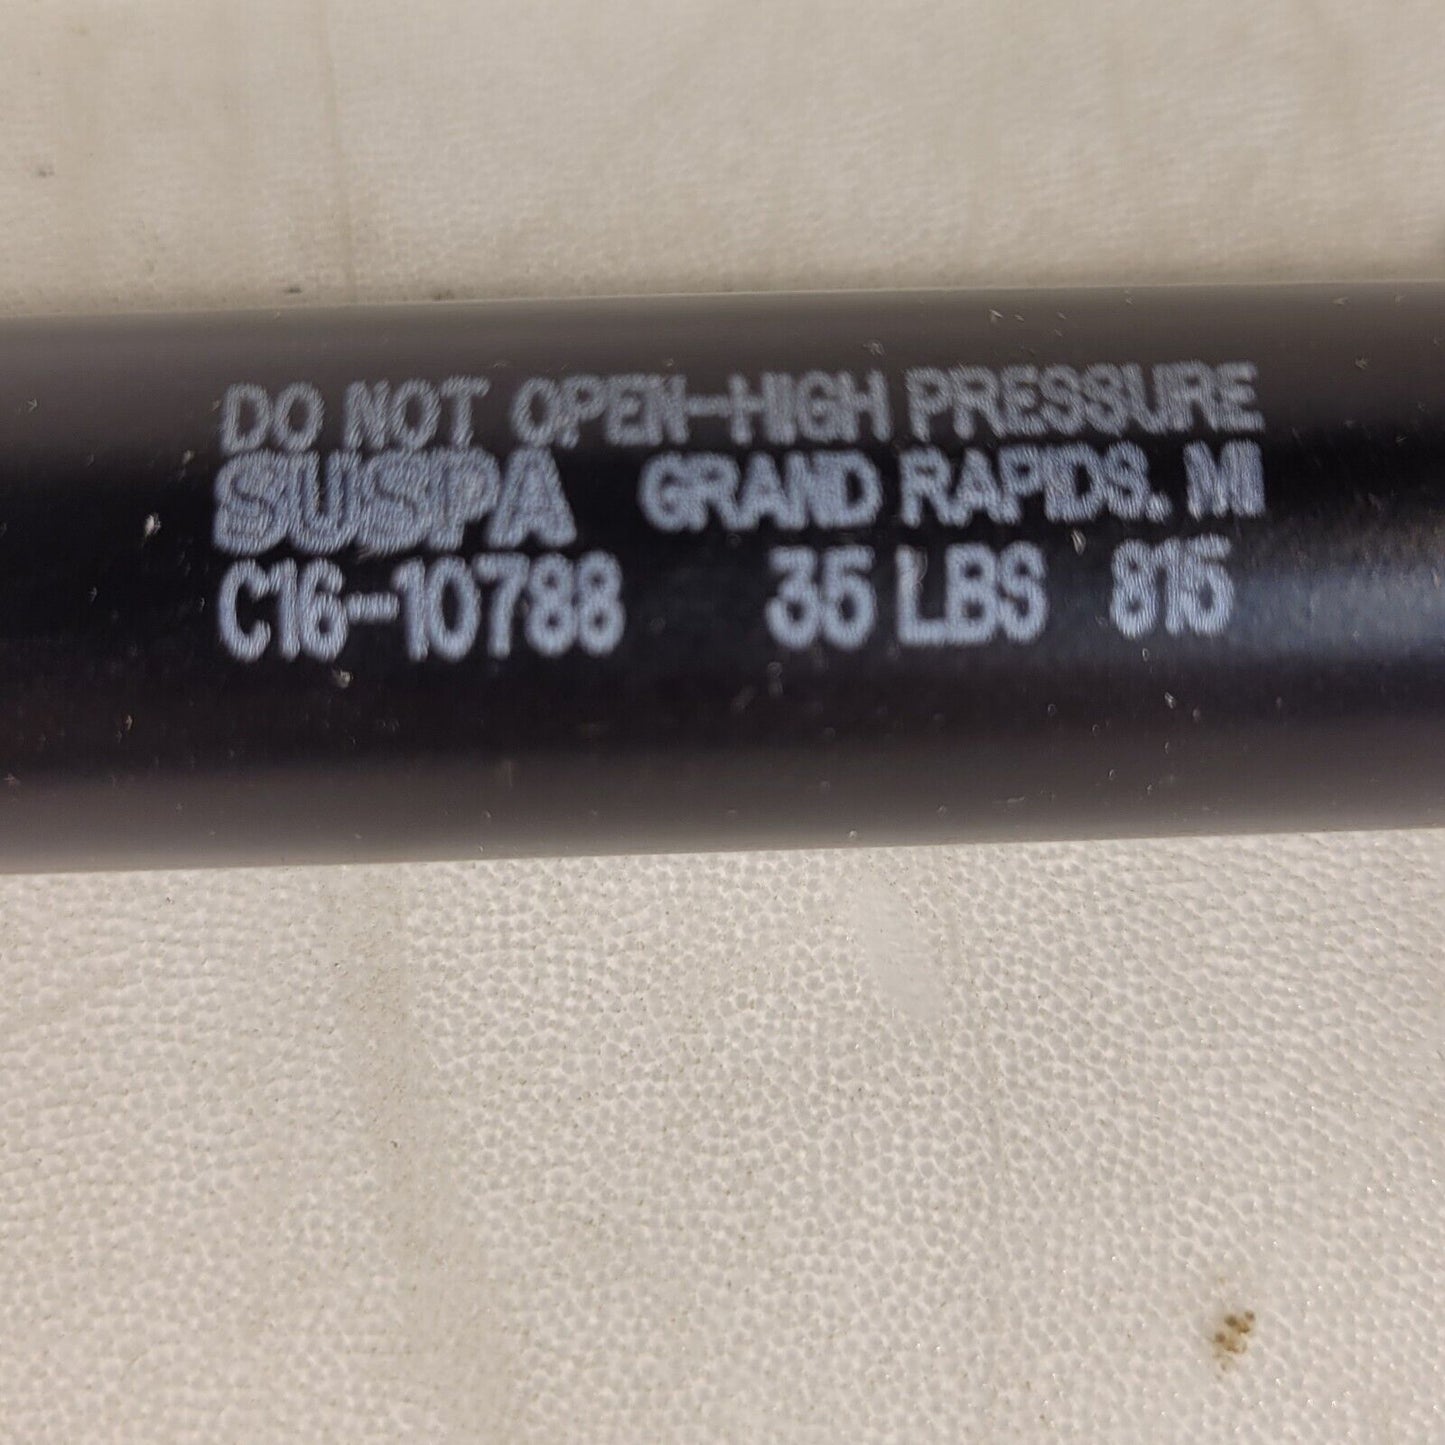 DO NOT OPEN-HIGH PRESSURE
SUSPA GRAND RAPIDS, MI
C16-10788 35 LBS 815